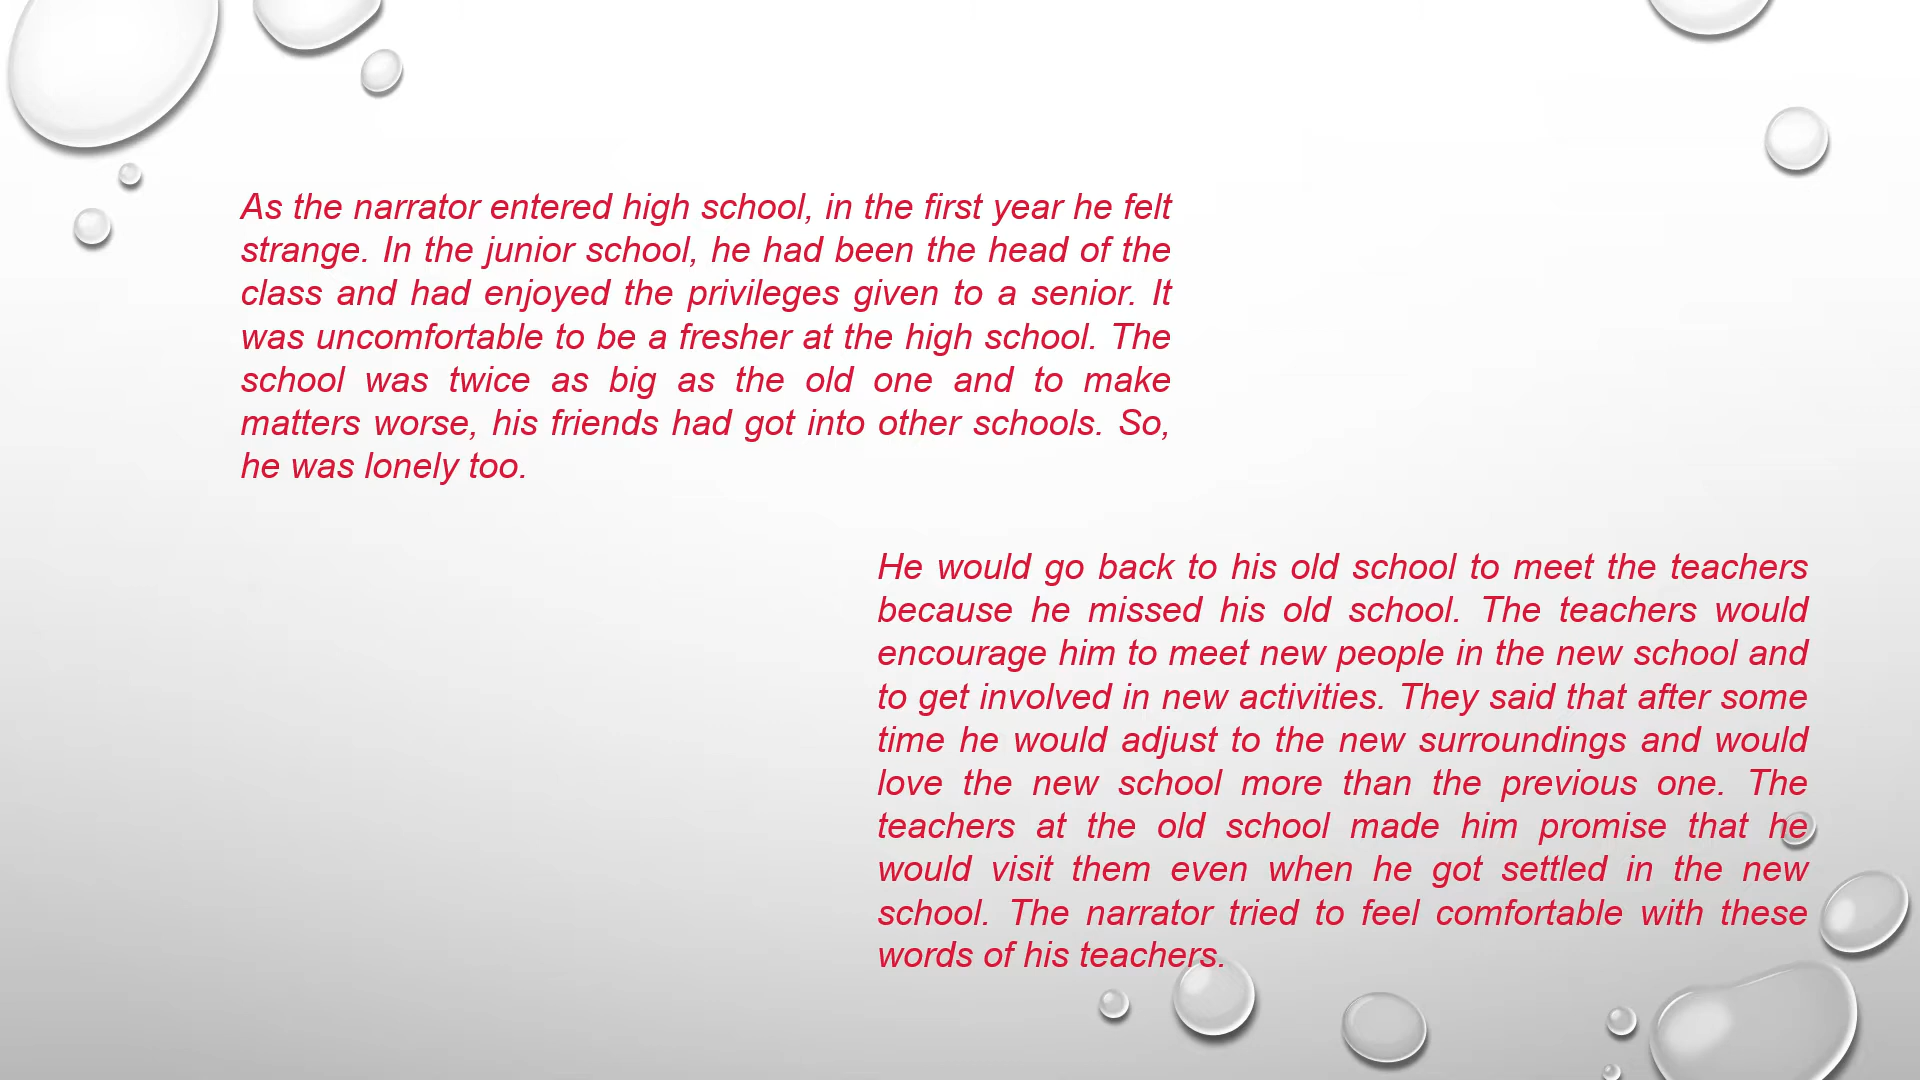 As the narrator entered high school, in the first year he felt
strange. In the junior school, he had been the head of the
class and had enjoyed the privileges given to a senior. It
was uncomfortable to be a fresher at the high school. The
school was twice as big as the old one and to make
matters worse, his friends had got into other schools. So,
he was lonely too.
He would go back to his old school to meet the teachers
because he missed his old school. The teachers would
encourage him to meet new people in the new school and
to get involved in new activities. They said that after some
time he would adjust to the new surroundings and would
love the new school more than the previous one. The
teachers at the old school made him promise that he
would visit them even when he got settled in the new
school. The narrator tried to feel comfortable with these
words of his teachers.